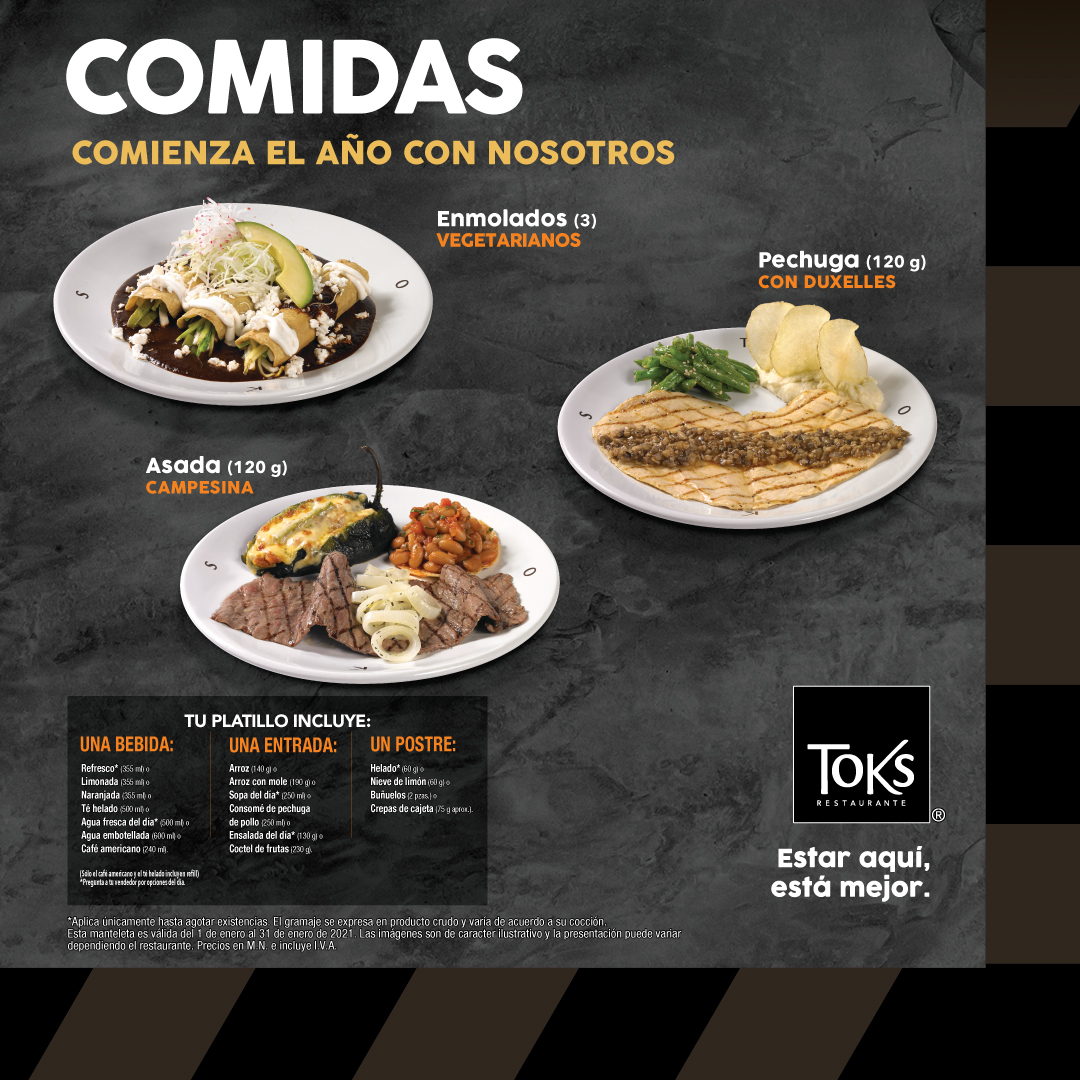 COMIDAS
COMIENZA EL AÑO CON NOSOTROS
Enmolados (3)
VEGETARIANOS
Pechuga (120 g)
CON DUXELLES
Asada (120 g)
CAMPESINA
TU PLATILLO INCLUYE:
UNA BEBIDA:
Refresco* (355 ml) o
Limonada (355 ml) o
Naranjada (355 ml) o
Té helado (500 ml) o
Agua fresca del día* (500 ml) o
Agua embotellada (600 ml) o
Café americano (240 ml).
(Sólo el café americano y el té helado incluyen refill)
*Pregunta a tu vendedor por opciones del día.
UNA ENTRADA:
Arroz (140 g) o
Arroz con mole (190 g) o
Sopa del día* (250 ml) o
Consomé de pechuga
de pollo (250 ml) o
Ensalada del día* (130 g) o
Coctel de frutas (230 g).
UN POSTRE:
Helado* (60 g) o
Nieve de limón (60 g) o
Buñuelos (2 pzas.) o
Crepas de cajeta (75 g aprox.).
TOKS
RESTAURANTE
®
Estar aquí,
está mejor.
*Aplica únicamente hasta agotar existencias. El gramaje se expresa en producto crudo y varia de acuerdo a su cocción.
Esta manteleta es válida del 1 de enero al 31 de enero de 2021. Las imágenes son de caracter ilustrativo y la presentación puede variar
dependiendo el restaurante. Precios en M.N. e incluye I.V.A.